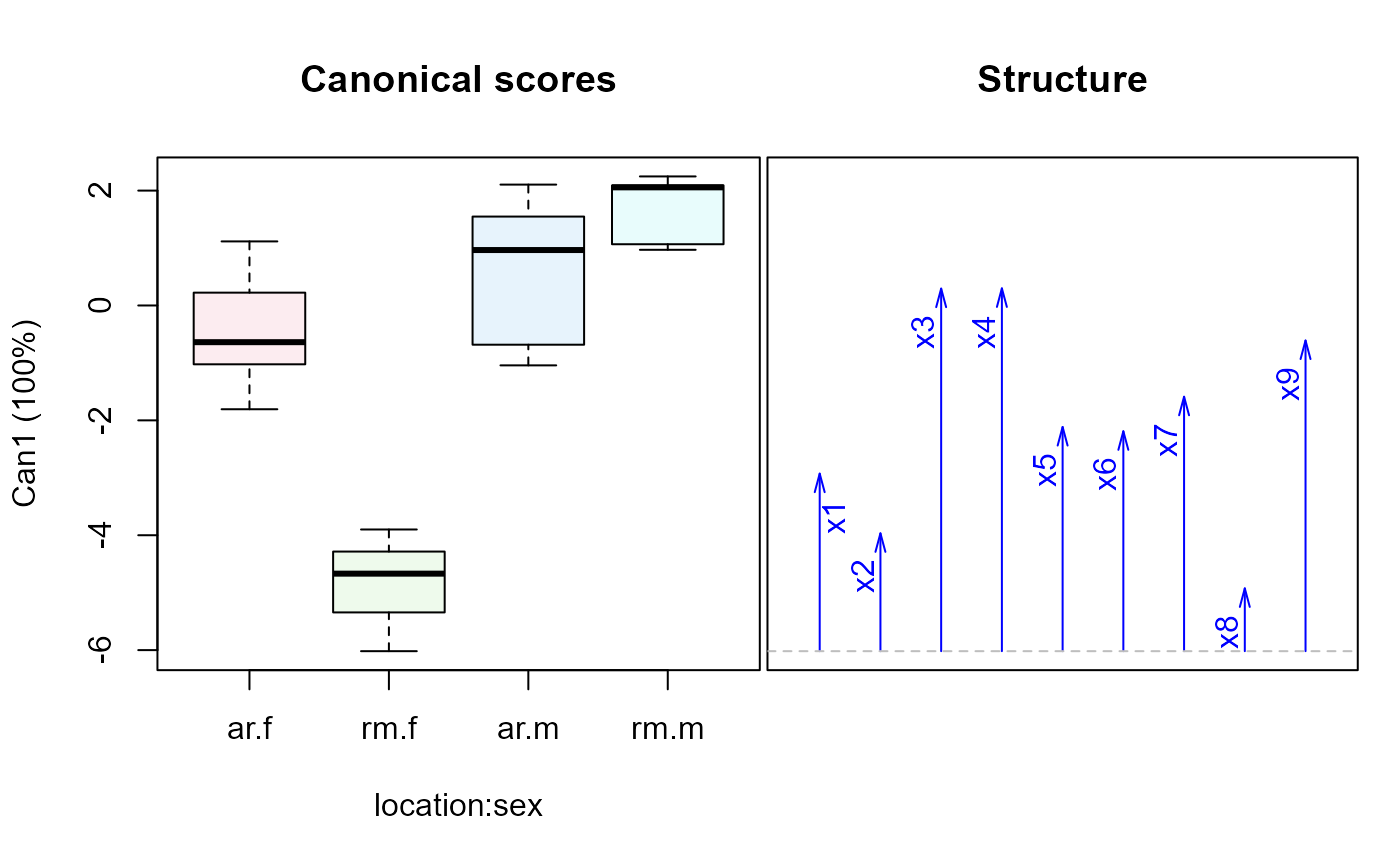 Canonical scores
Structure
Can1 (100%)
2
0
-2
-4
-6
ar.f
rm.f
ar.m
rm.m
location:sex
x1
x2
x3
x4
x5
x6
x7
x8
x9